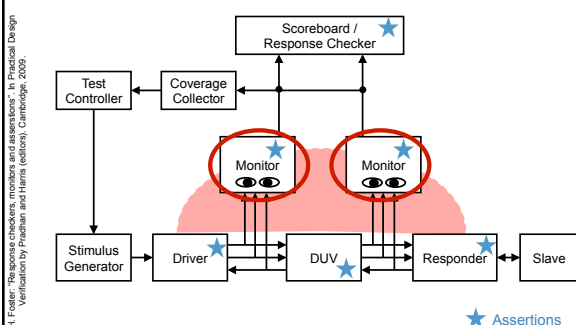 Scoreboard /
Response Checker
Test
Controller
Coverage
Collector
Monitor
Monitor
Stimulus
Generator
Driver
DUV
Responder
Slave
Assertions
H. Foster: "Response checkers, monitors and asserstions". In Practical Design
Verification by Pradhan and Harris (editors). Cambridge, 2009.